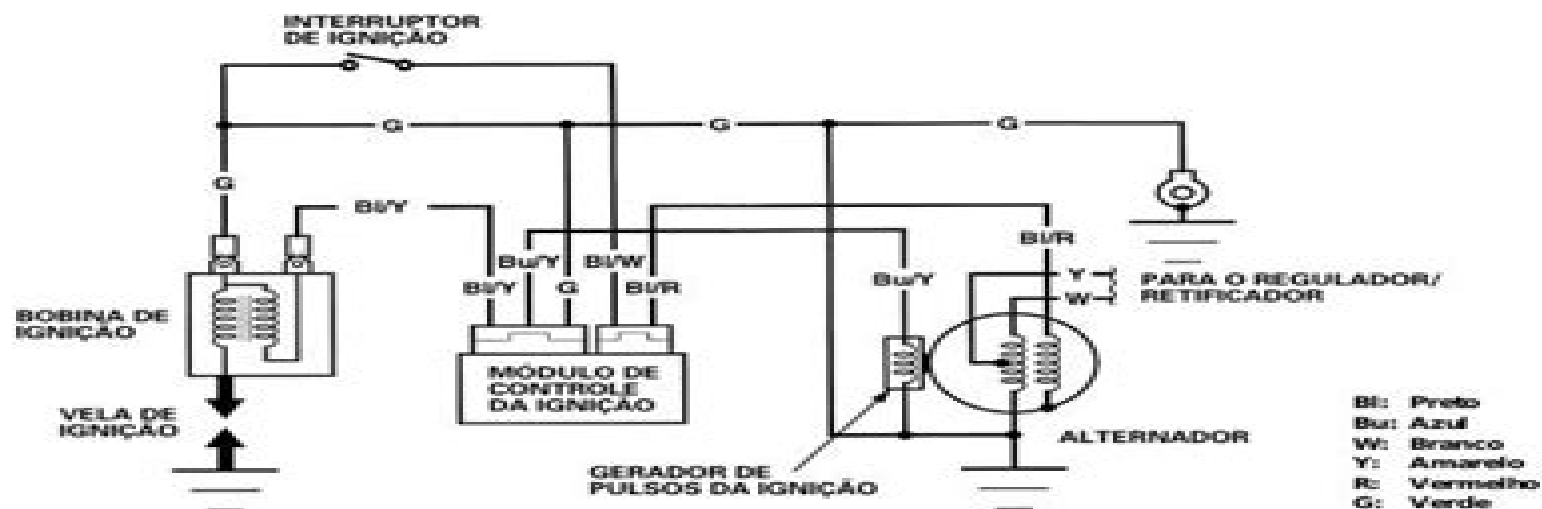 INTERRUPTOR
DE IGNIÇÃO
G
G
G
G
Bl/Y
Bl/R
Bu/Y
Bl/W
Bu/Y
Bl/Y
G
Bl/R
Y
W
PARA O REGULADOR/
RETIFICADOR
BOBINA DE
IGNIÇÃO
MÓDULO DE
CONTROLE
DA IGNIÇÃO
VELA DE
IGNIÇÃO
ALTERNADOR
GERADOR DE
PULSOS DA IGNIÇÃO
Bl: Preto
Bu: Azul
W: Branco
Y: Amarelo
R: Vermelho
G: Verde